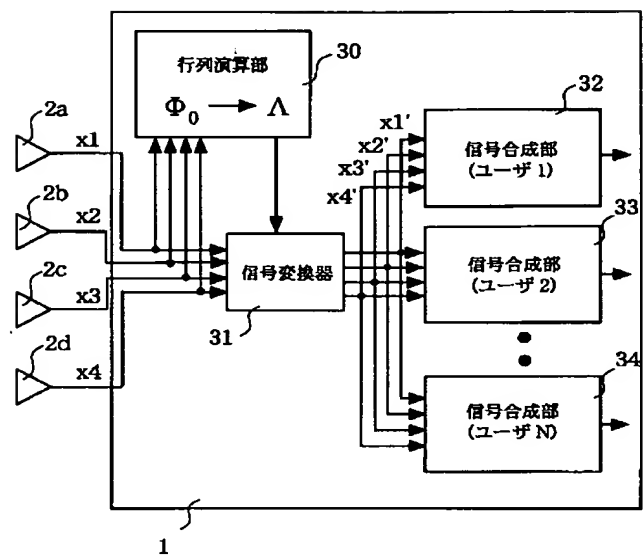 行列演算部
Φ₀ → Λ
30
2a
x1
2b
x2
2c
x3
2d
x4
信号変換器
31
x1'
x2'
x3'
x4'
32
信号合成部
(ユーザ 1)
33
信号合成部
(ユーザ 2)
34
信号合成部
(ユーザ N)
1